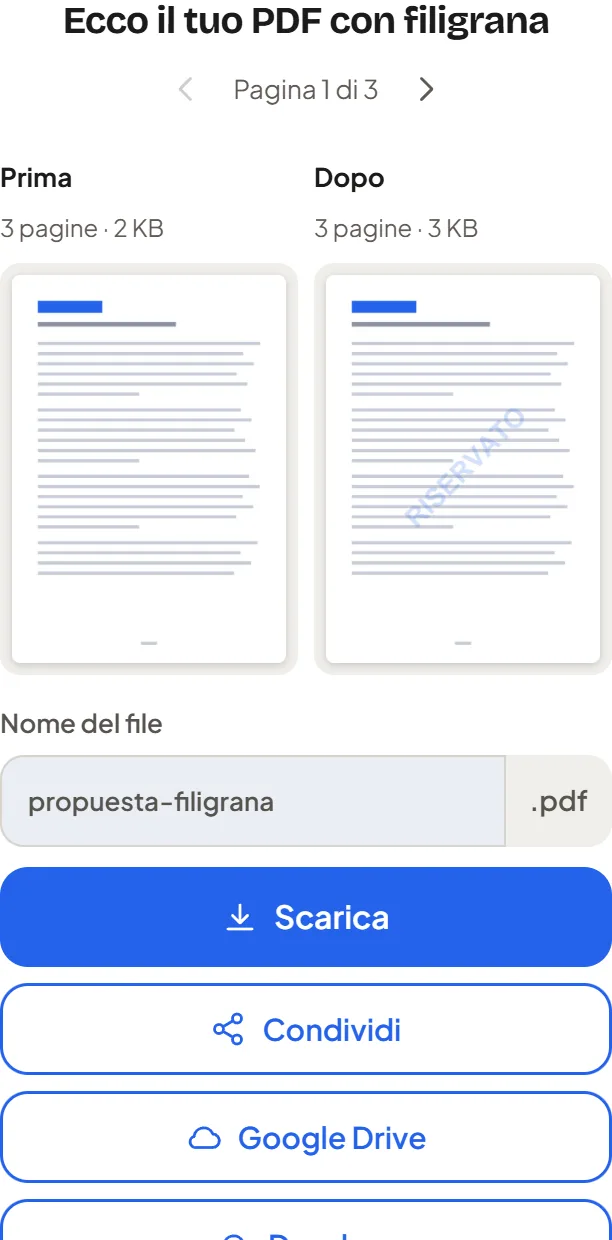 Ecco il tuo PDF con filigrana
Pagina 1 di 3
Prima
Dopo
3 pagine · 2 KB
3 pagine · 3 KB
RISERVATO
Nome del file
propuesta-filigrana
.pdf
Scarica
Condividi
Google Drive